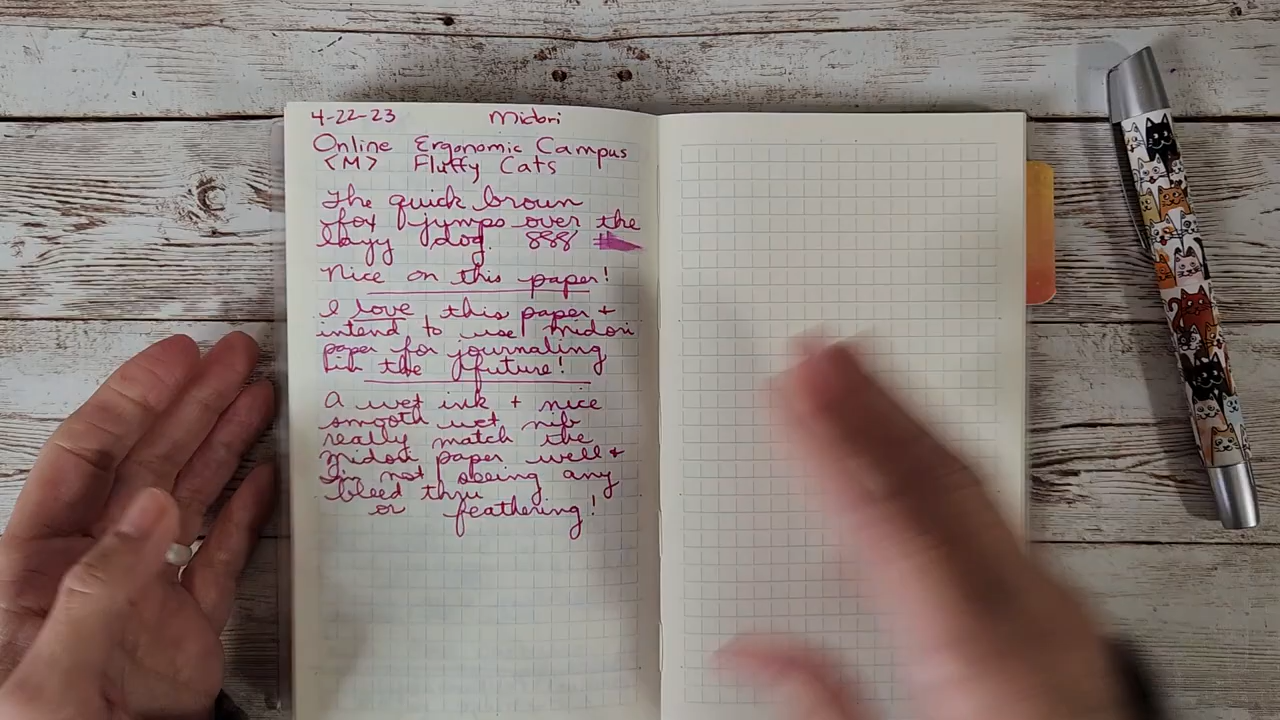 4-22-23 Midori
Online Ergonomic Campus
<M> Fluffy Cats
The quick brown
fox jumps over the
lazy dog. 888 #
Nice on this paper!
I love this paper +
intend to use Midori
paper for journaling
in the future!
A wet ink + nice
smooth wet nib
really match the
Midori paper well +
I'm not seeing any
bleed thru
or feathering!